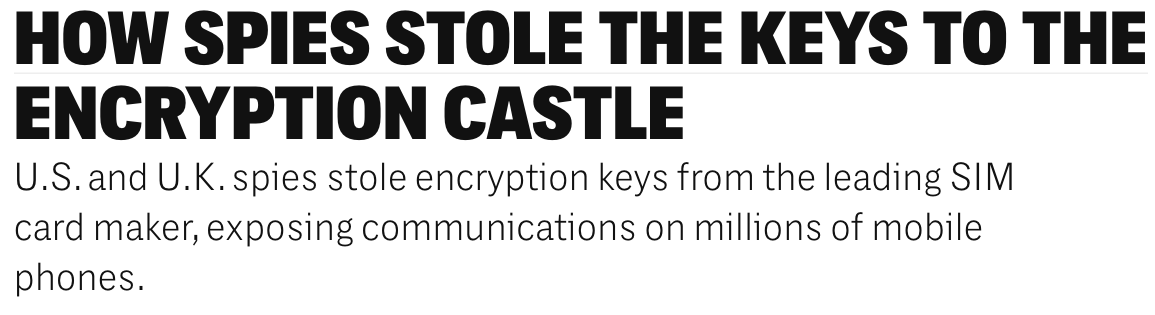 HOW SPIES STOLE THE KEYS TO THE
ENCRYPTION CASTLE
U.S. and U.K. spies stole encryption keys from the leading SIM
card maker, exposing communications on millions of mobile
phones.